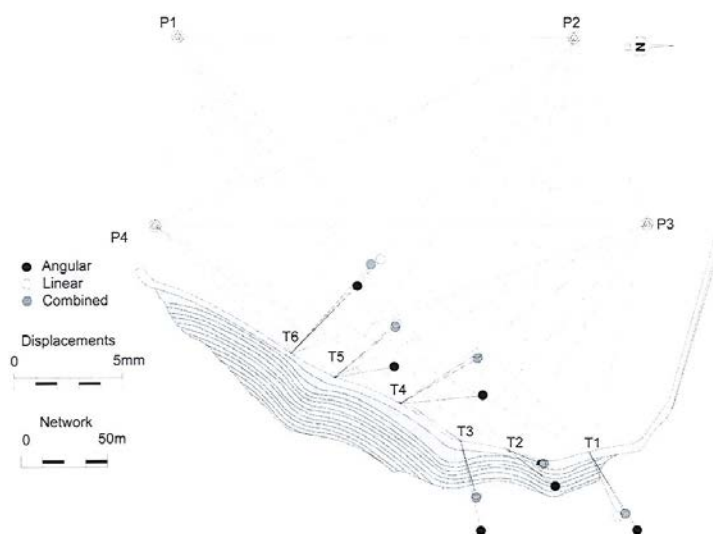 P1
P2
N
P4
P3
Angular
Linear
Combined
Displacements
0 5mm
Network
0 50m
T6
T5
T4
T3
T2
T1